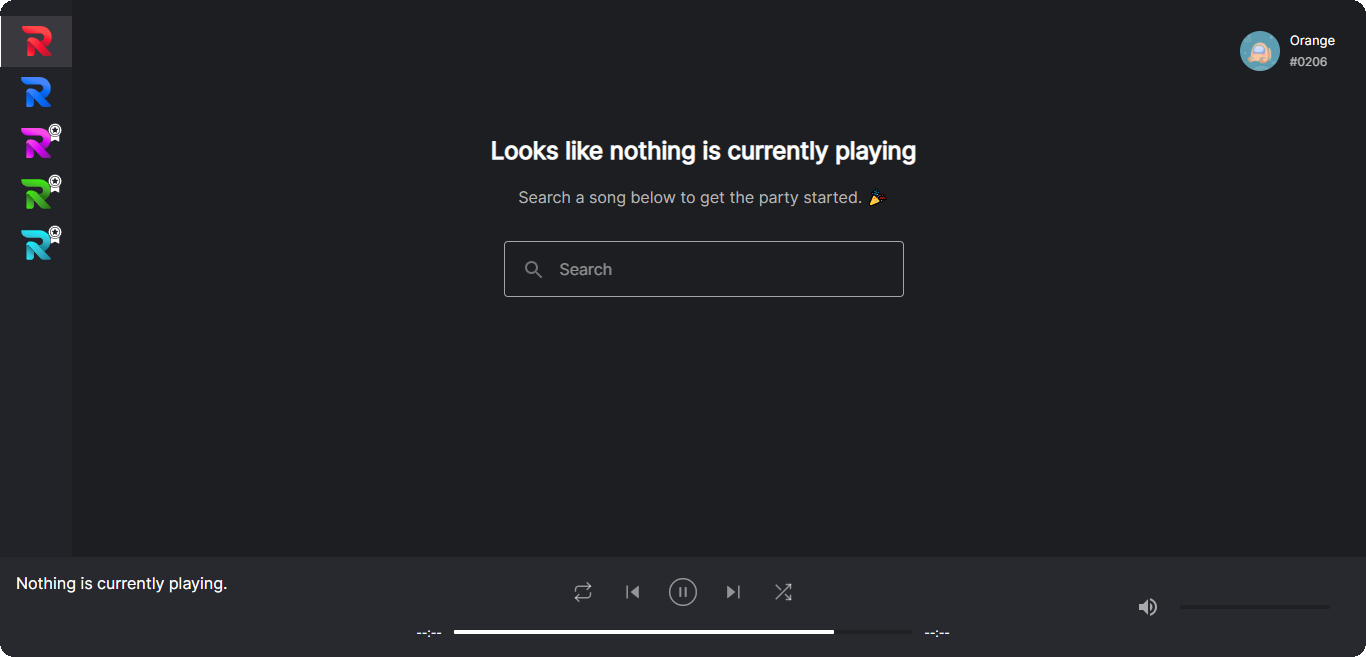 Orange
#0206
Looks like nothing is currently playing
Search a song below to get the party started. 🎉
Search
Nothing is currently playing.
--:--
--:--